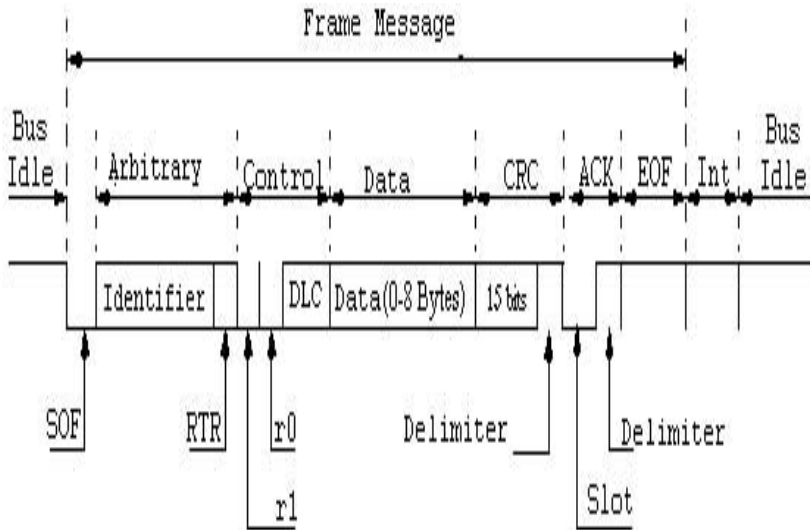 Frame Message
Bus Idle
Arbitrary
Control
Data
CRC
ACK
EOF
Int
Bus Idle
Identifier
DLC
Data(0-8 Bytes)
15 bits
SOF
RTR
r0
r1
Delimiter
Slot
Delimiter